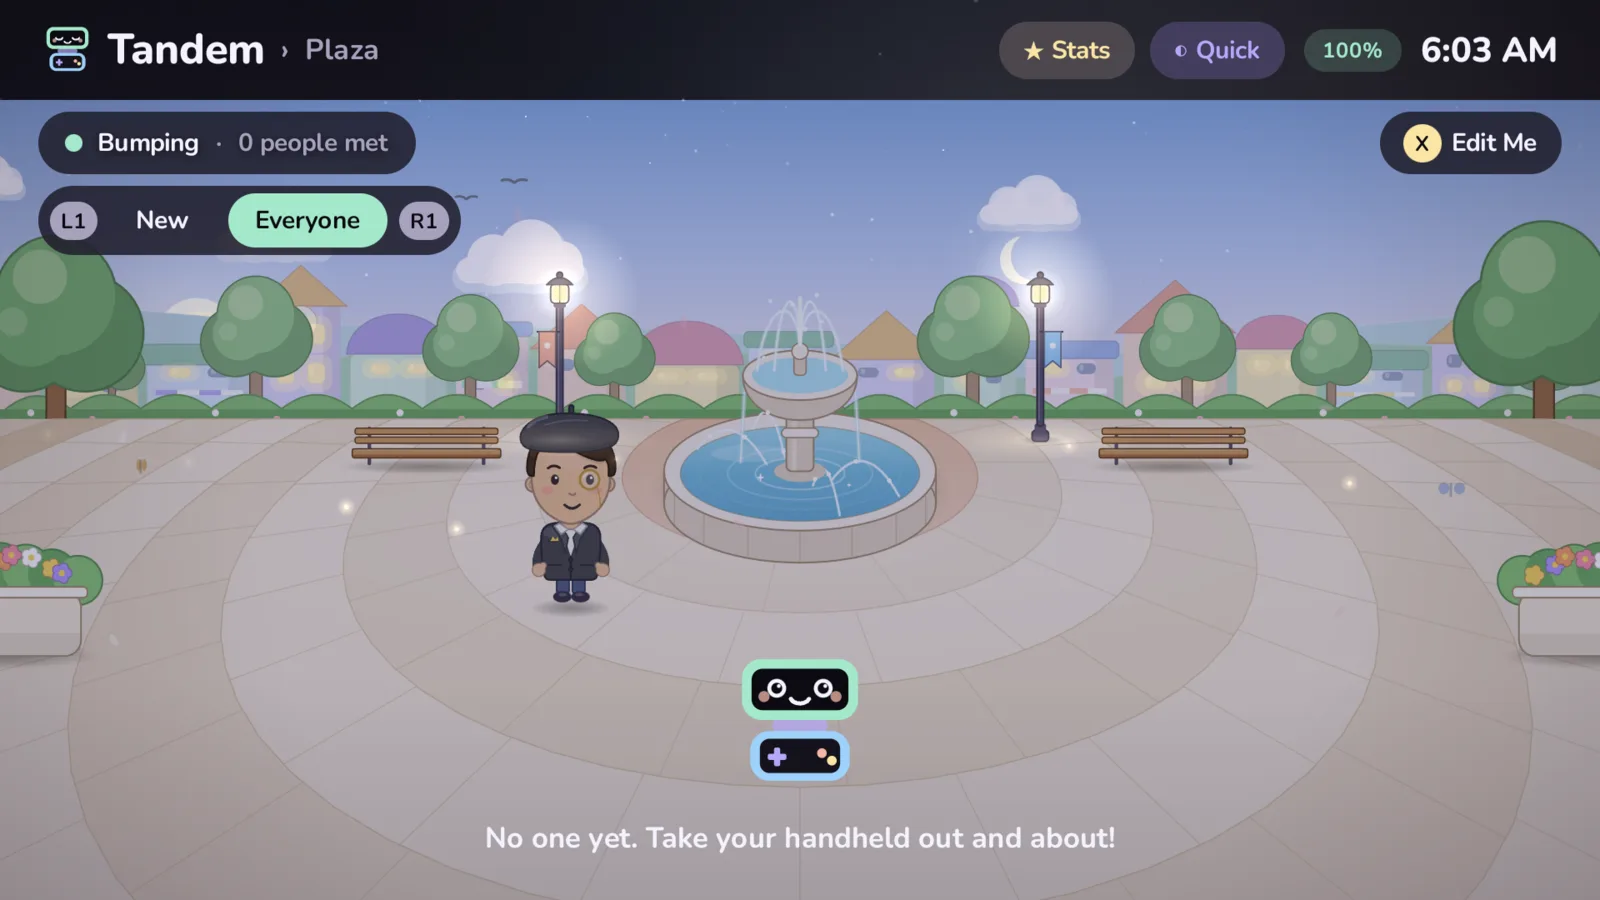 Tandem › Plaza
★ Stats
Quick
100%
6:03 AM
Bumping · 0 people met
X Edit Me
L1 New Everyone R1
No one yet. Take your handheld out and about!